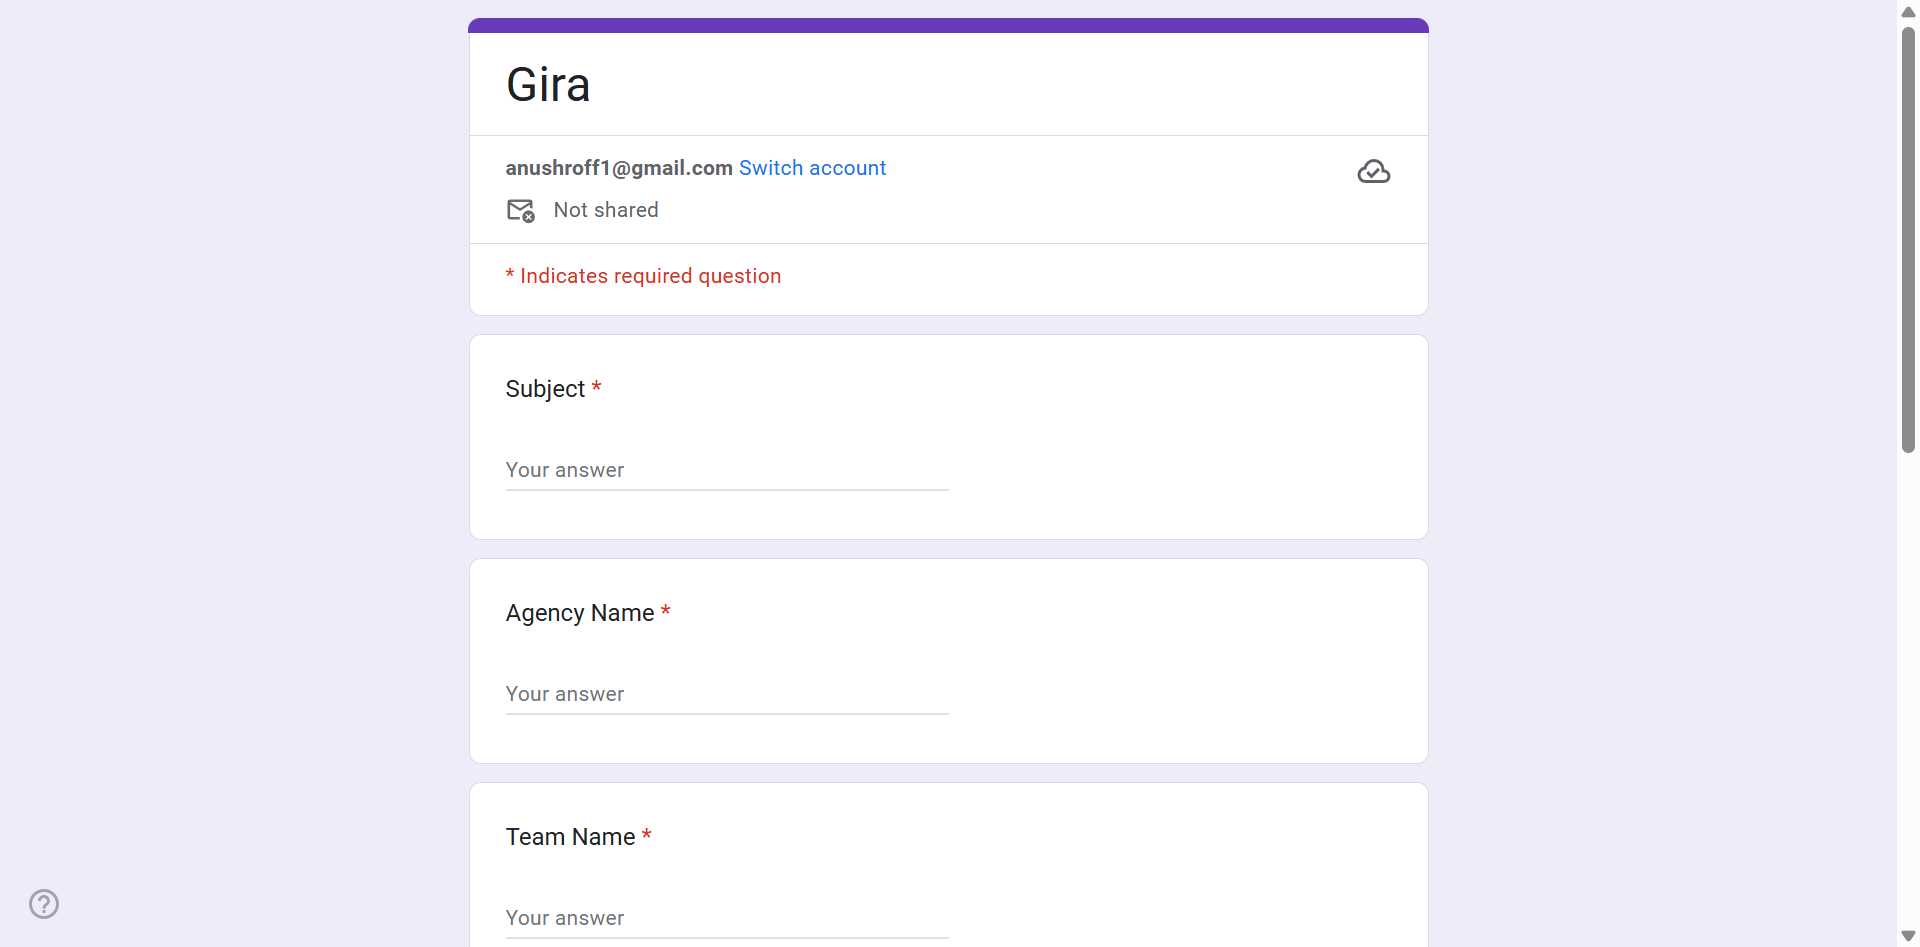 Gira
anushroff1@gmail.com Switch account
Not shared
* Indicates required question
Subject *
Your answer
Agency Name *
Your answer
Team Name *
Your answer